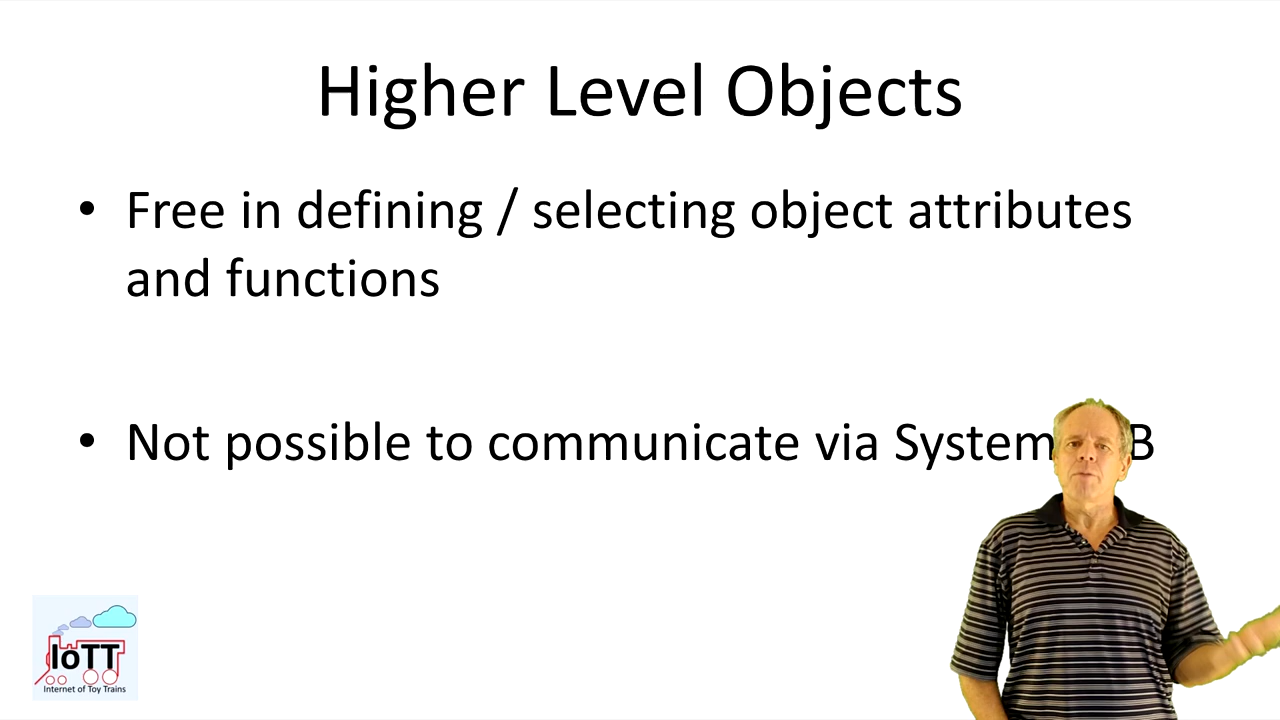 Higher Level Objects
• Free in defining / selecting object attributes
and functions
• Not possible to communicate via System
IoTT
Internet of Toy Trains